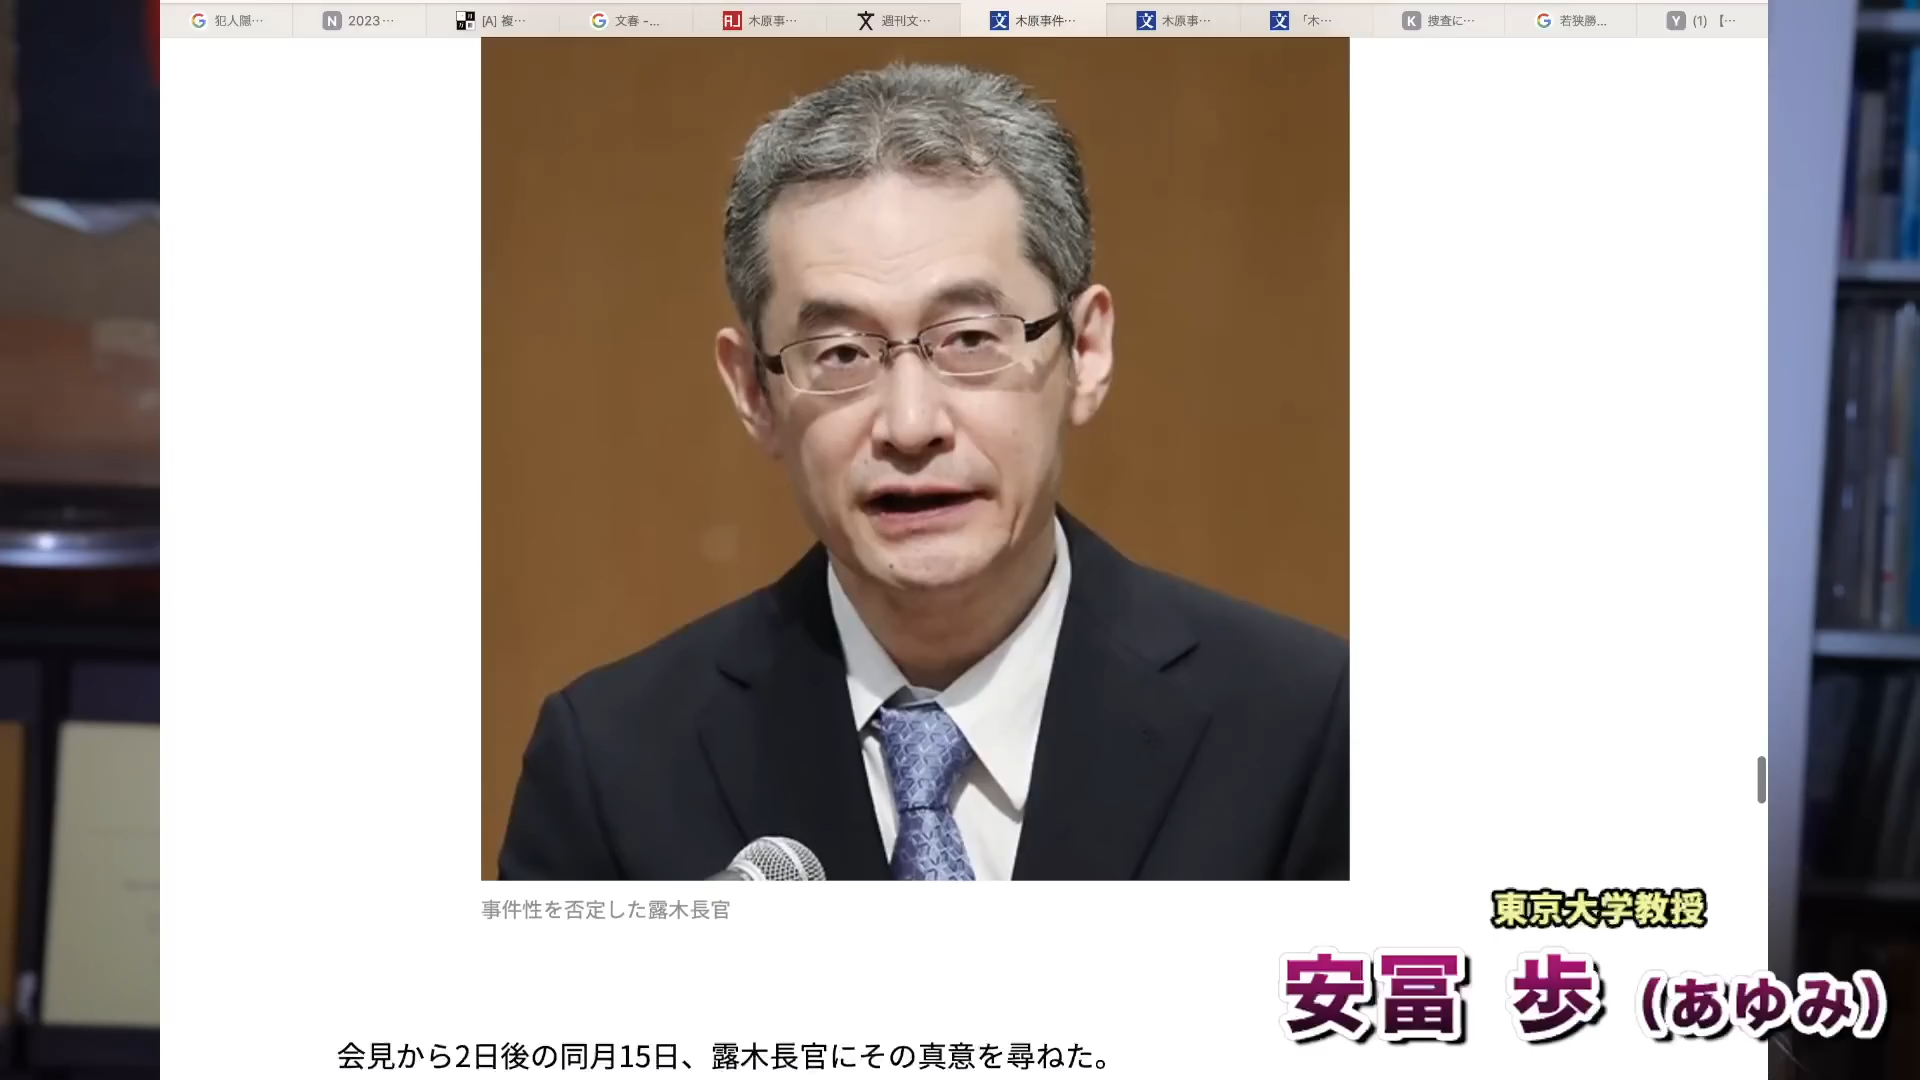 犯人隠…
2023…
[A] 複…
文春 -...
木原事…
週刊文…
木原事件…
木原事…
「木…
捜査に…
若狭勝...
(1) 【…
事件性を否定した露木長官
東京大学教授
安冨 歩 (あゆみ)
会見から2日後の同月15日、露木長官にその真意を尋ねた。